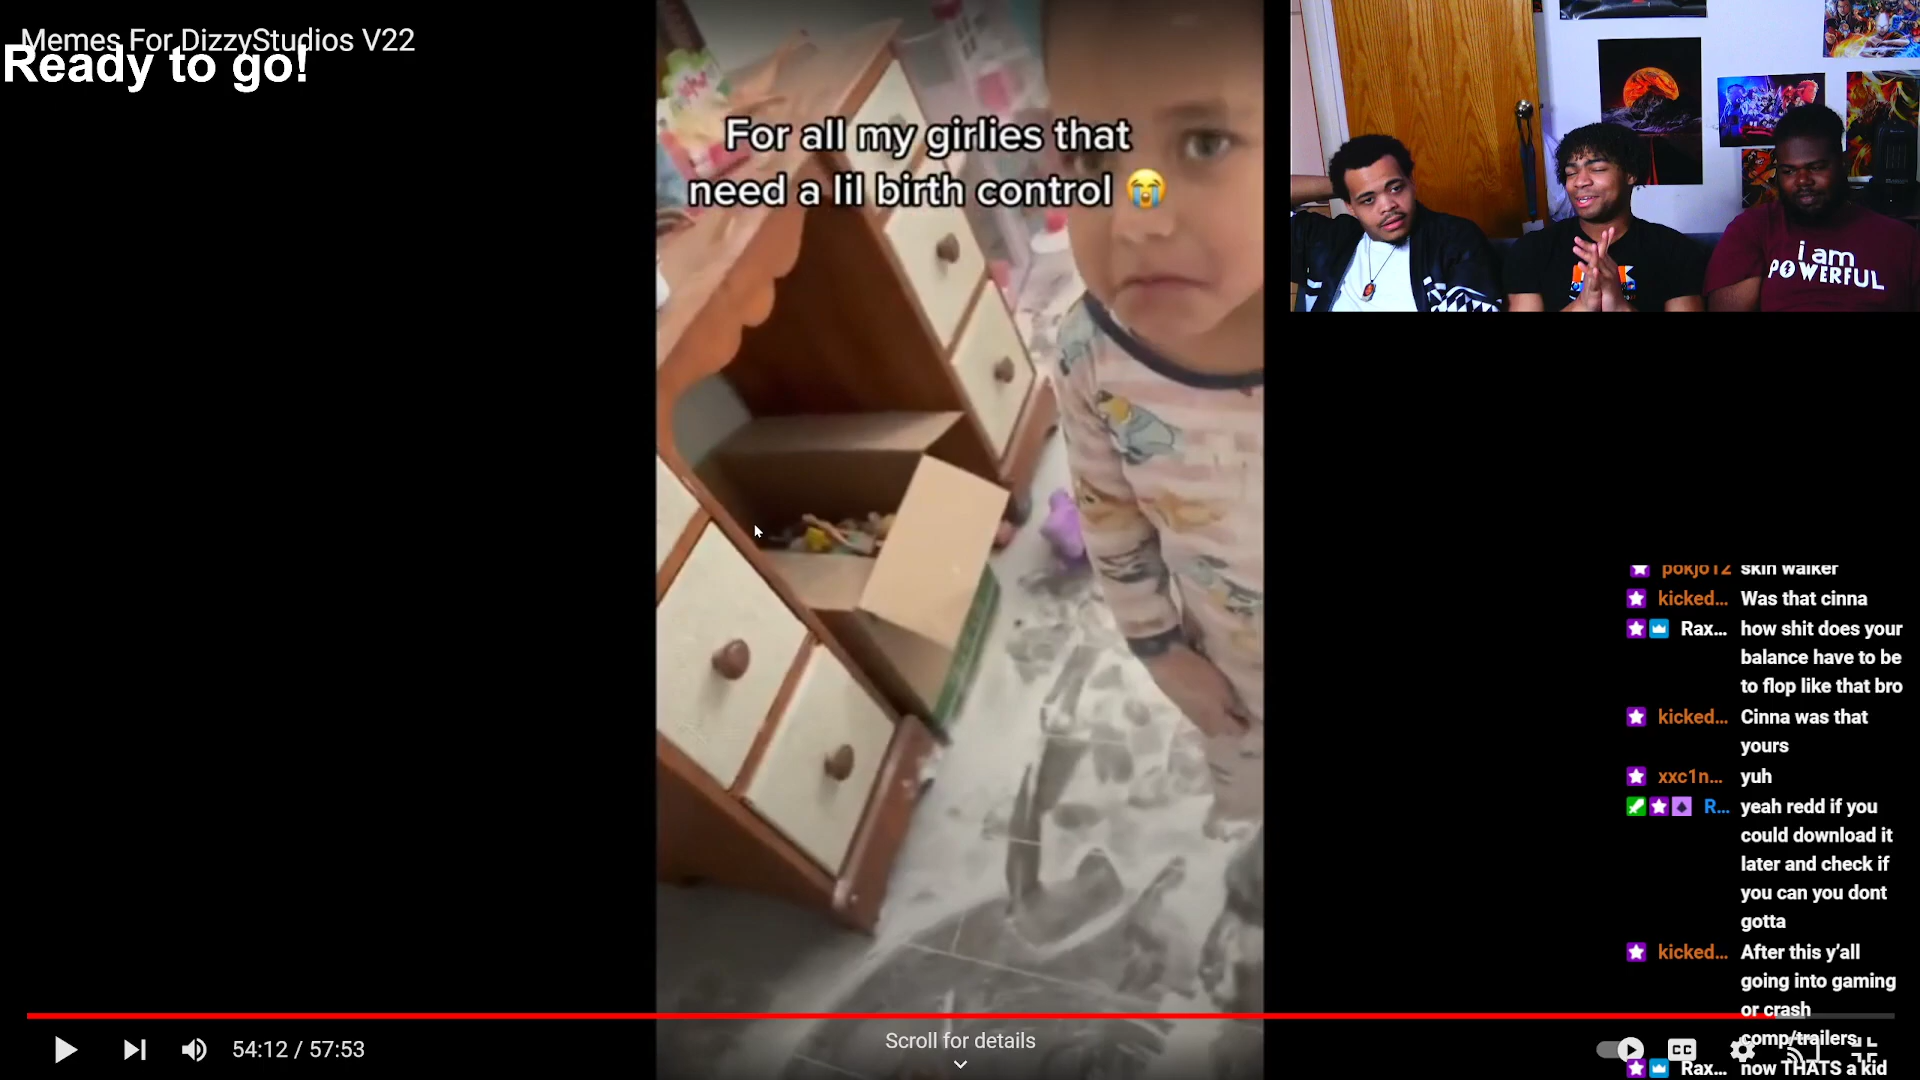 Memes For DizzyStudios V22
Ready to go!
For all my girlies that
need a lil birth control 😭
i am
POWERFUL
pokjo12 skin walker
kicked... Was that cinna
Rax... how shit does your
balance have to be
to flop like that bro
kicked... Cinna was that
yours
xxc1n... yuh
R... yeah redd if you
could download it
later and check if
you can you dont
gotta
kicked... After this y'all
going into gaming
or crash
comp/trailers
Rax... now THATS a kid
54:12 / 57:53
Scroll for details
CC